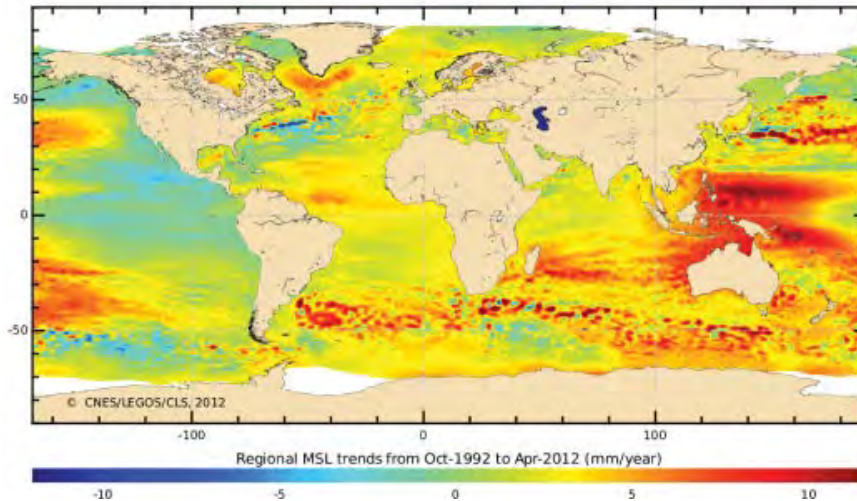 50
0
-50
© CNES/LEGOS/CLS, 2012
-100 0 100
Regional MSL trends from Oct-1992 to Apr-2012 (mm/year)
-10 -5 0 5 10